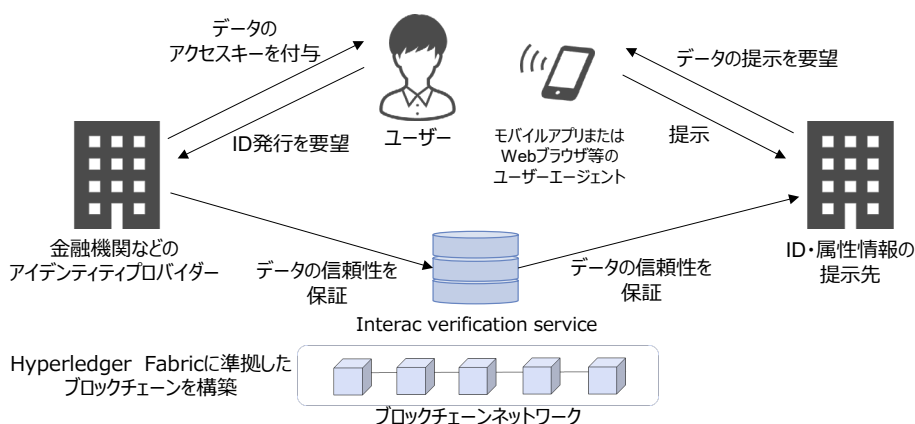 データの
アクセスキーを付与
ID発行を要望
ユーザー
モバイルアプリまたは
Webブラウザ等の
ユーザーエージェント
データの提示を要望
提示
金融機関などの
アイデンティティプロバイダー
データの信頼性を
保証
Interac verification service
データの信頼性を
保証
ID・属性情報の
提示先
Hyperledger Fabricに準拠した
ブロックチェーンを構築
ブロックチェーンネットワーク